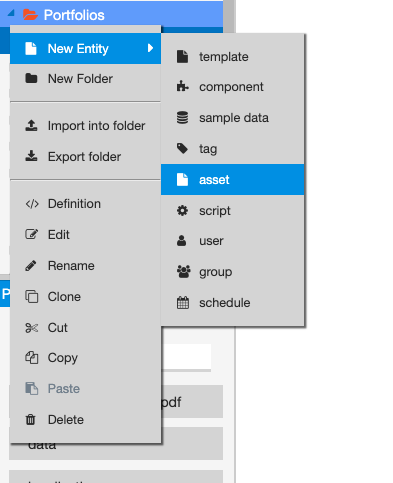 Portfolios
New Entity
New Folder
Import into folder
Export folder
Definition
Edit
Rename
Clone
Cut
Copy
Paste
Delete
template
component
sample data
tag
asset
script
user
group
schedule
P
pdf
data